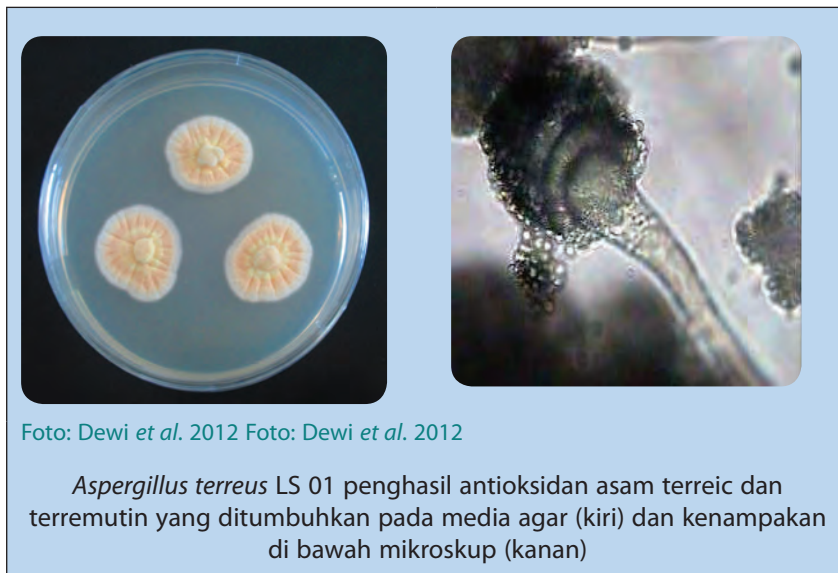 Foto: Dewi et al. 2012 Foto: Dewi et al. 2012
Aspergillus terreus LS 01 penghasil antioksidan asam terreic dan
terremutin yang ditumbuhkan pada media agar (kiri) dan kenampakan
di bawah mikroskup (kanan)